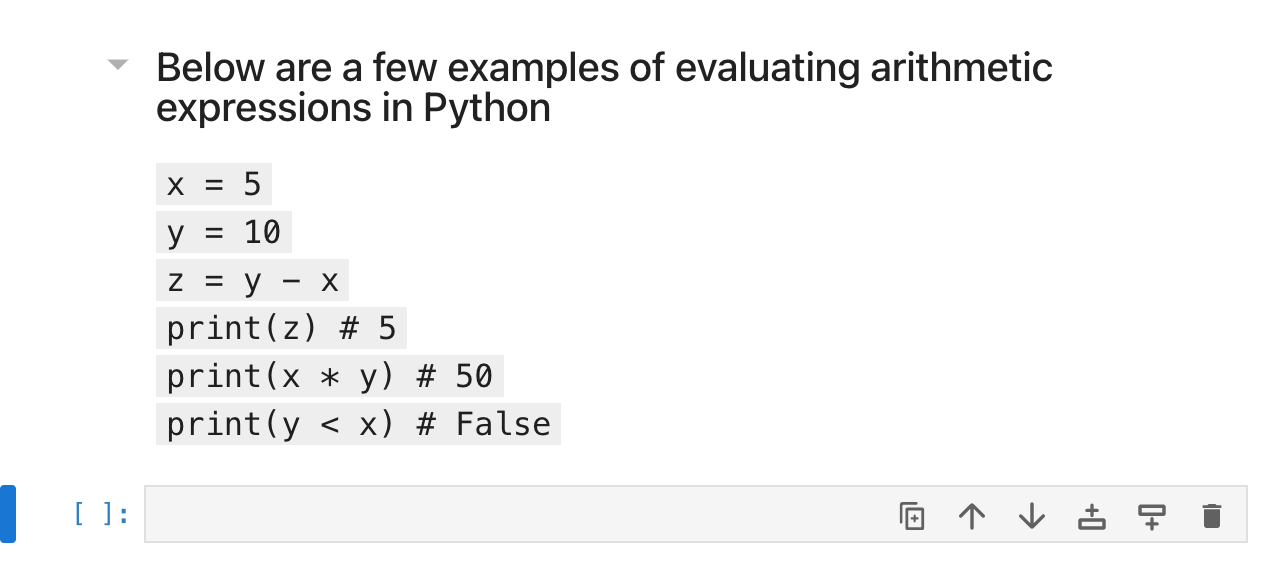 Below are a few examples of evaluating arithmetic
expressions in Python
x = 5
y = 10
z = y − x
print(z) # 5
print(x * y) # 50
print(y < x) # False
[ ]: